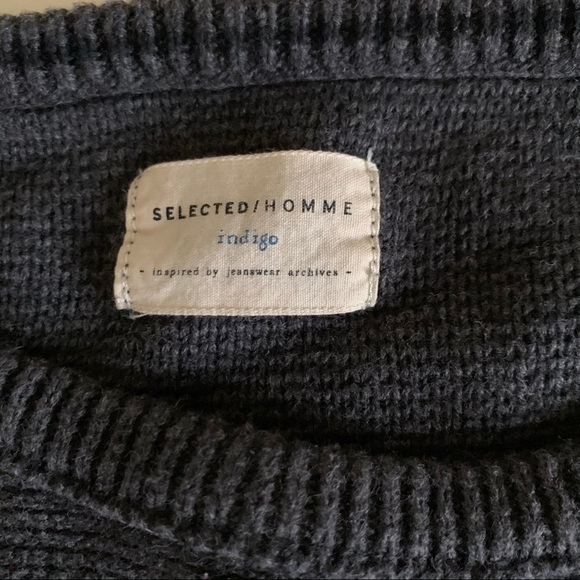 SELECTED/HOMME
indigo
- inspired by jeanswear archives -